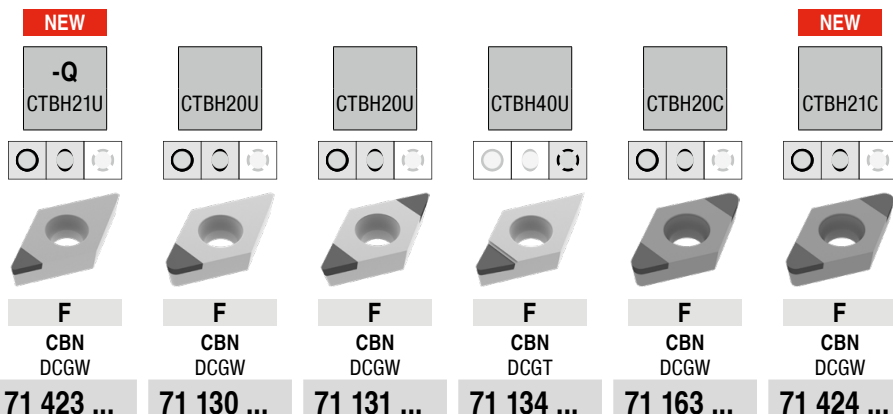 NEW NEW
-Q
CTBH21U CTBH20U CTBH20U CTBH40U CTBH20C CTBH21C
F F F F F F
CBN CBN CBN CBN CBN CBN
DCGW DCGW DCGW DCGT DCGW DCGW
71 423 ... 71 130 ... 71 131 ... 71 134 ... 71 163 ... 71 424 ...